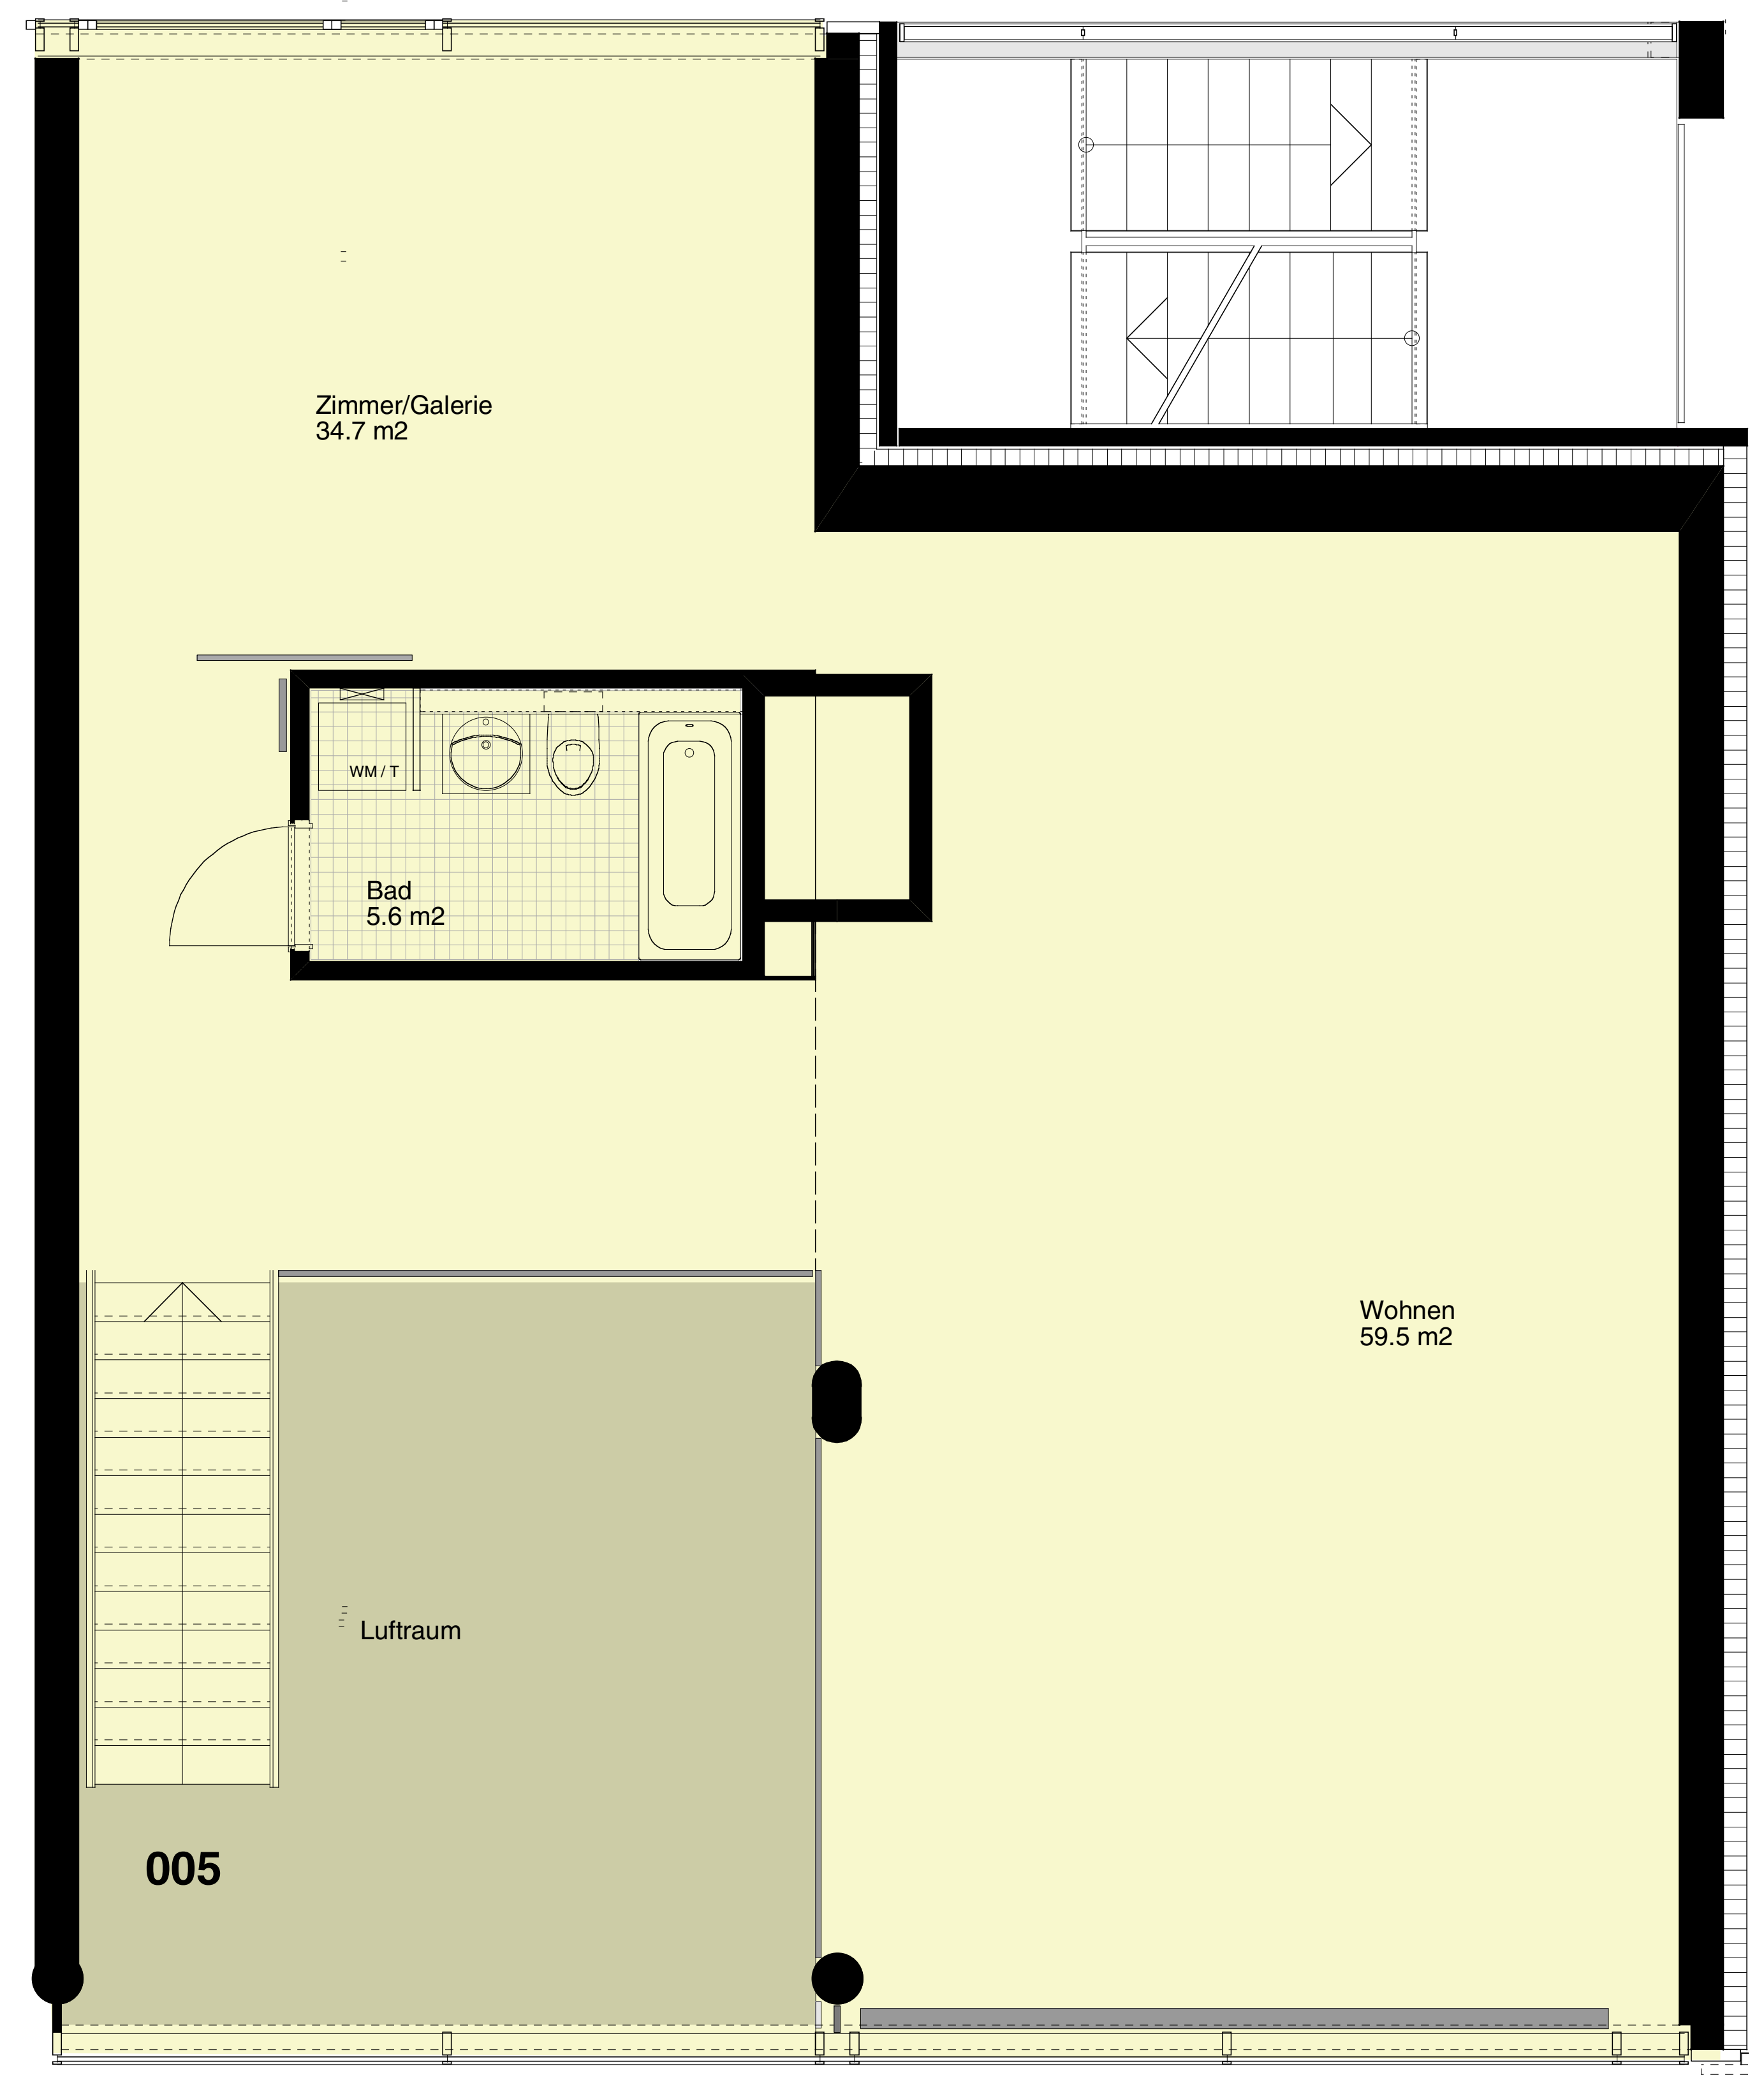 Zimmer/Galerie
34.7 m2
WM / T
Bad
5.6 m2
Wohnen
59.5 m2
Luftraum
005